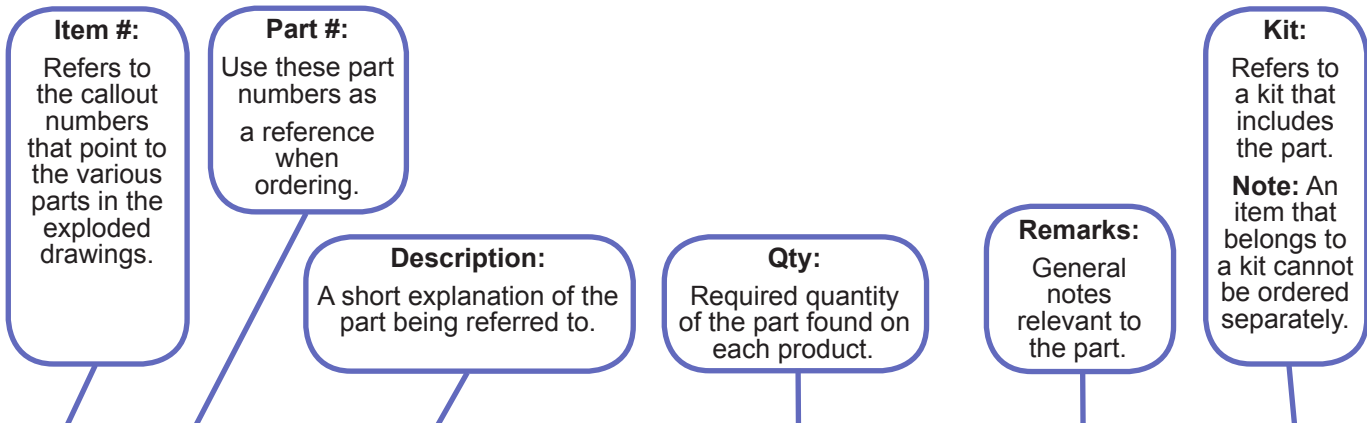 Item #:
Refers to
the callout
numbers
that point to
the various
parts in the
exploded
drawings.
Part #:
Use these part
numbers as
a reference
when
ordering.
Description:
A short explanation of the
part being referred to.
Qty:
Required quantity
of the part found on
each product.
Remarks:
General
notes
relevant to
the part.
Kit:
Refers to
a kit that
includes
the part.
Note: An
item that
belongs to
a kit cannot
be ordered
separately.